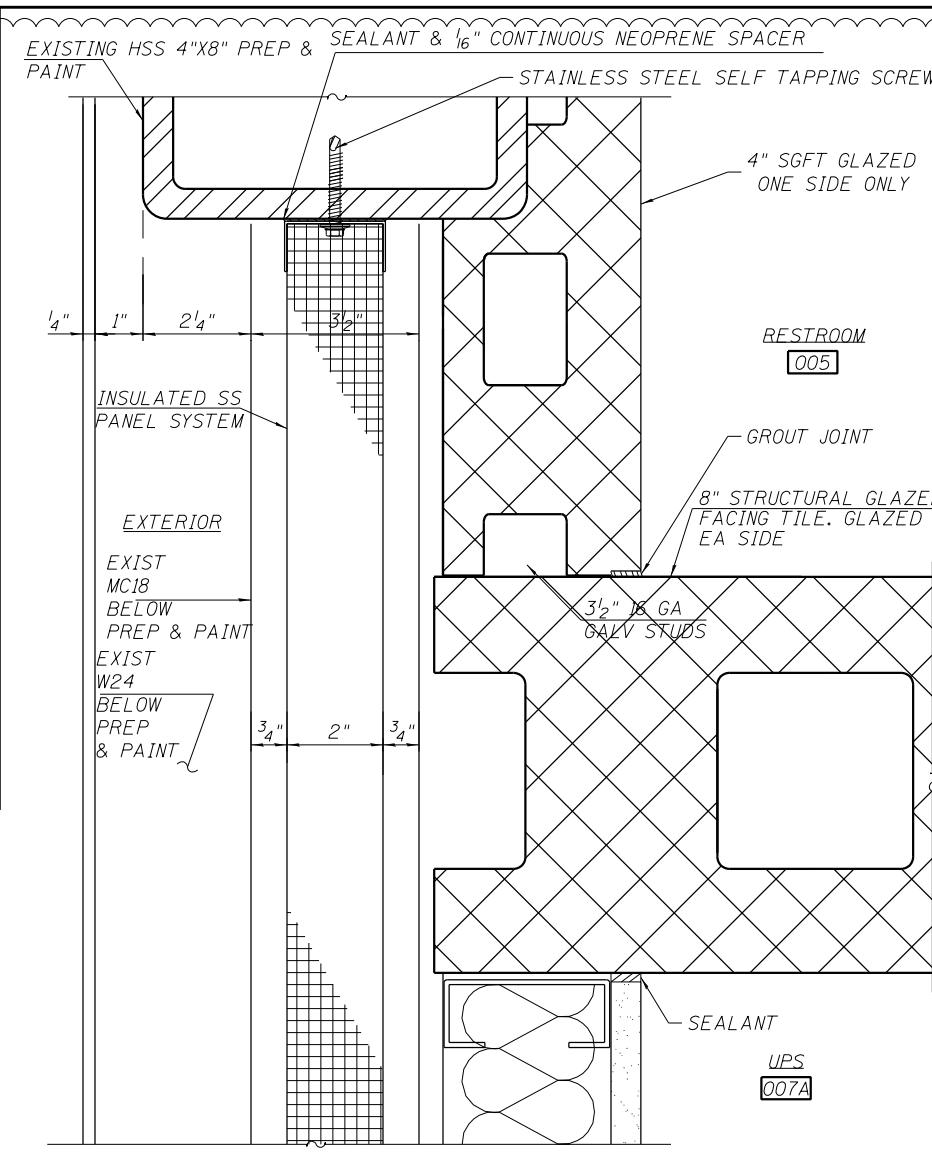 EXISTING HSS 4"X8" PREP &
PAINT
SEALANT & 1/16" CONTINUOUS NEOPRENE SPACER
STAINLESS STEEL SELF TAPPING SCREW
4" SGFT GLAZED
ONE SIDE ONLY
1/4"
1"
2 1/4"
3 1/2"
RESTROOM
005
INSULATED SS
PANEL SYSTEM
GROUT JOINT
8" STRUCTURAL GLAZE
FACING TILE. GLAZED
EA SIDE
EXTERIOR
EXIST
MC18
BELOW
PREP & PAINT
3 1/2" 16 GA
GALV STUDS
EXIST
W24
BELOW
PREP
& PAINT
3/4"
2"
3/4"
SEALANT
UPS
007A